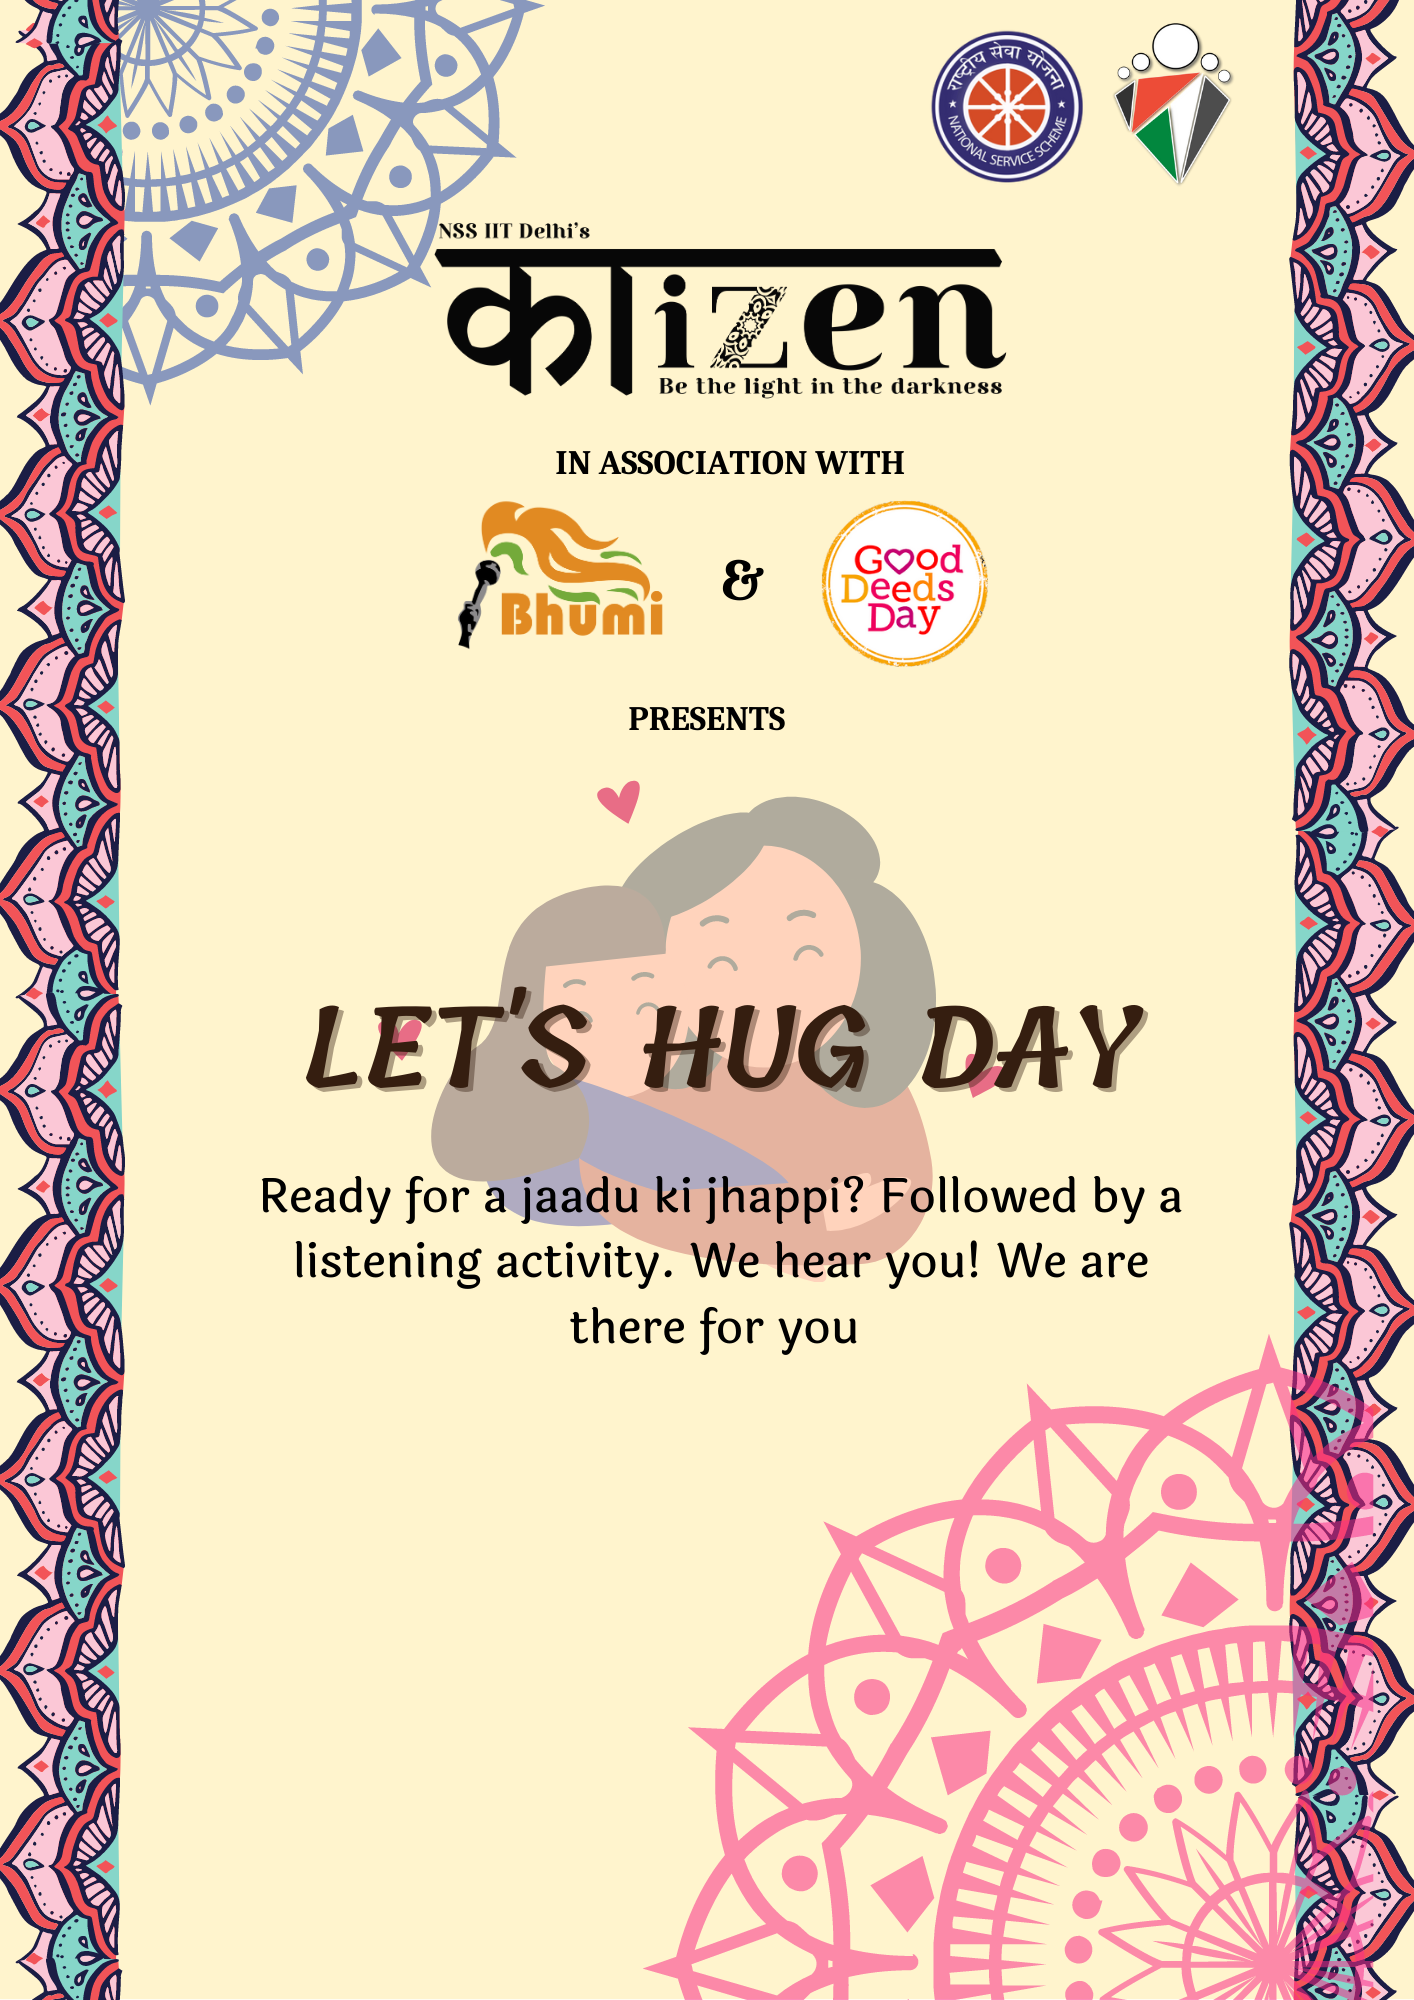 राष्ट्रीय सेवा योजना
NATIONAL SERVICE SCHEME
NSS IIT Delhi's
काizen
Be the light in the darkness
IN ASSOCIATION WITH
Bhumi
&
Good
Deeds
Day
PRESENTS
LET'S HUG DAY
Ready for a jaadu ki jhappi? Followed by a
listening activity. We hear you! We are
there for you